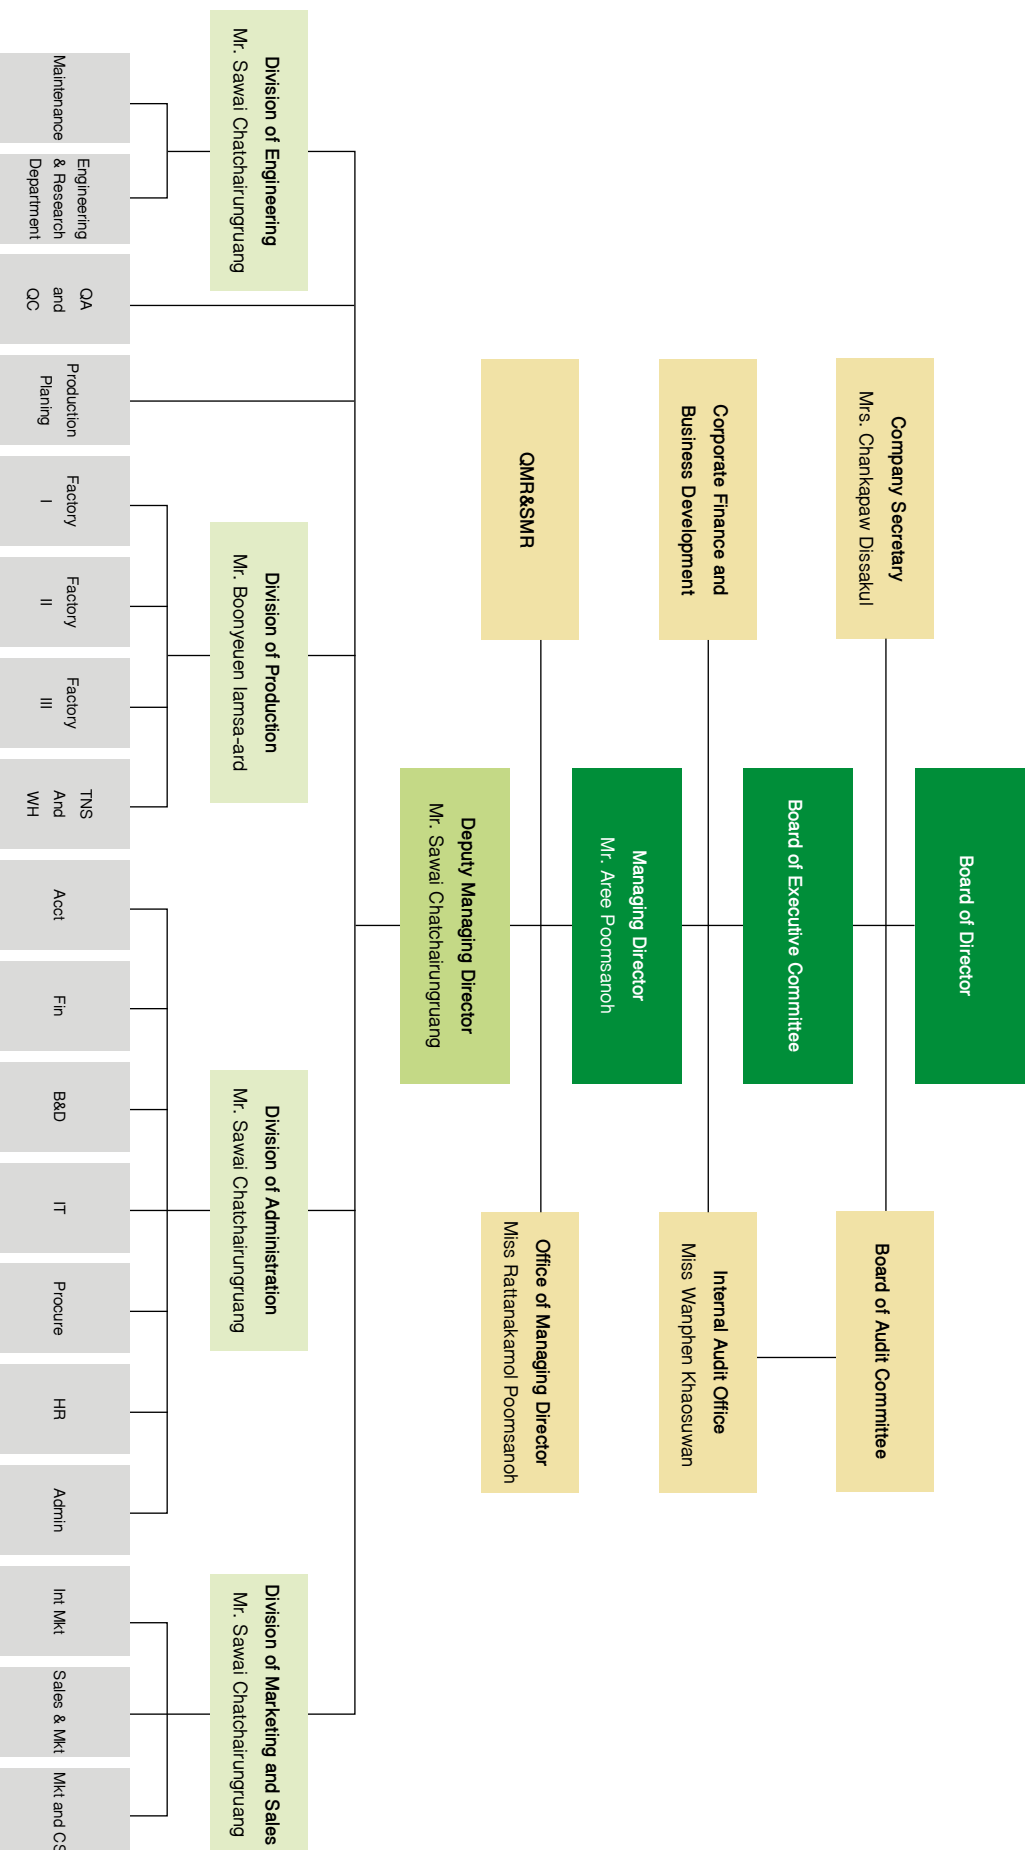 Board of Director
Company Secretary
Mrs. Chankapaw Dissakul
Board of Audit Committee
Board of Executive Committee
Corporate Finance and
Business Development
Internal Audit Office
Miss Wanphen Khaosuwan
Managing Director
Mr. Aree Poomsanoh
QMR&SMR
Office of Managing Director
Miss Rattanakamol Poomsanoh
Deputy Managing Director
Mr. Sawai Chatchairungruang
Division of Engineering
Mr. Sawai Chatchairungruang
Division of Production
Mr. Boonyeuen Iamsa-ard
Division of Administration
Mr. Sawai Chatchairungruang
Division of Marketing and Sales
Mr. Sawai Chatchairungruang
Maintenance
Engineering
& Research
Department
QA
and
QC
Production
Planing
Factory
I
Factory
II
Factory
III
TNS
And
WH
Acct
Fin
B&D
IT
Procure
HR
Admin
Int Mkt
Sales & Mkt
Mkt and CS